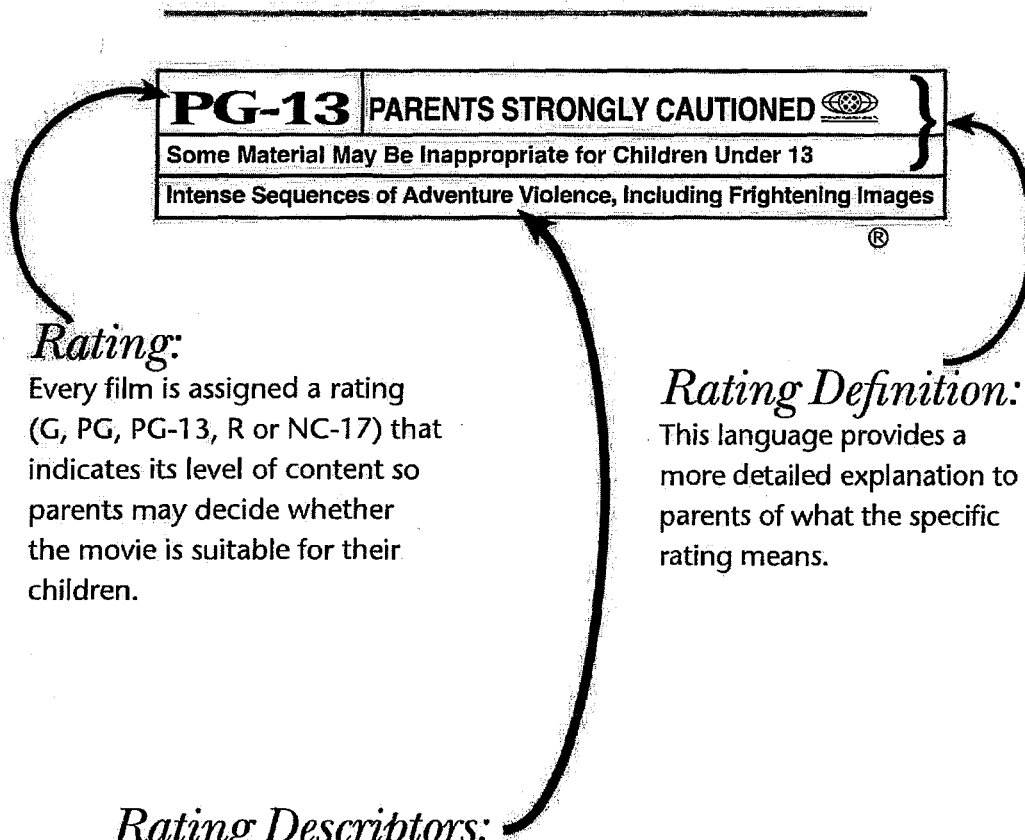 PG-13 PARENTS STRONGLY CAUTIONED
Some Material May Be Inappropriate for Children Under 13
Intense Sequences of Adventure Violence, Including Frightening Images
®
Rating:
Every film is assigned a rating
(G, PG, PG-13, R or NC-17) that
indicates its level of content so
parents may decide whether
the movie is suitable for their
children.
Rating Definition:
This language provides a
more detailed explanation to
parents of what the specific
rating means.
Rating Descriptors: